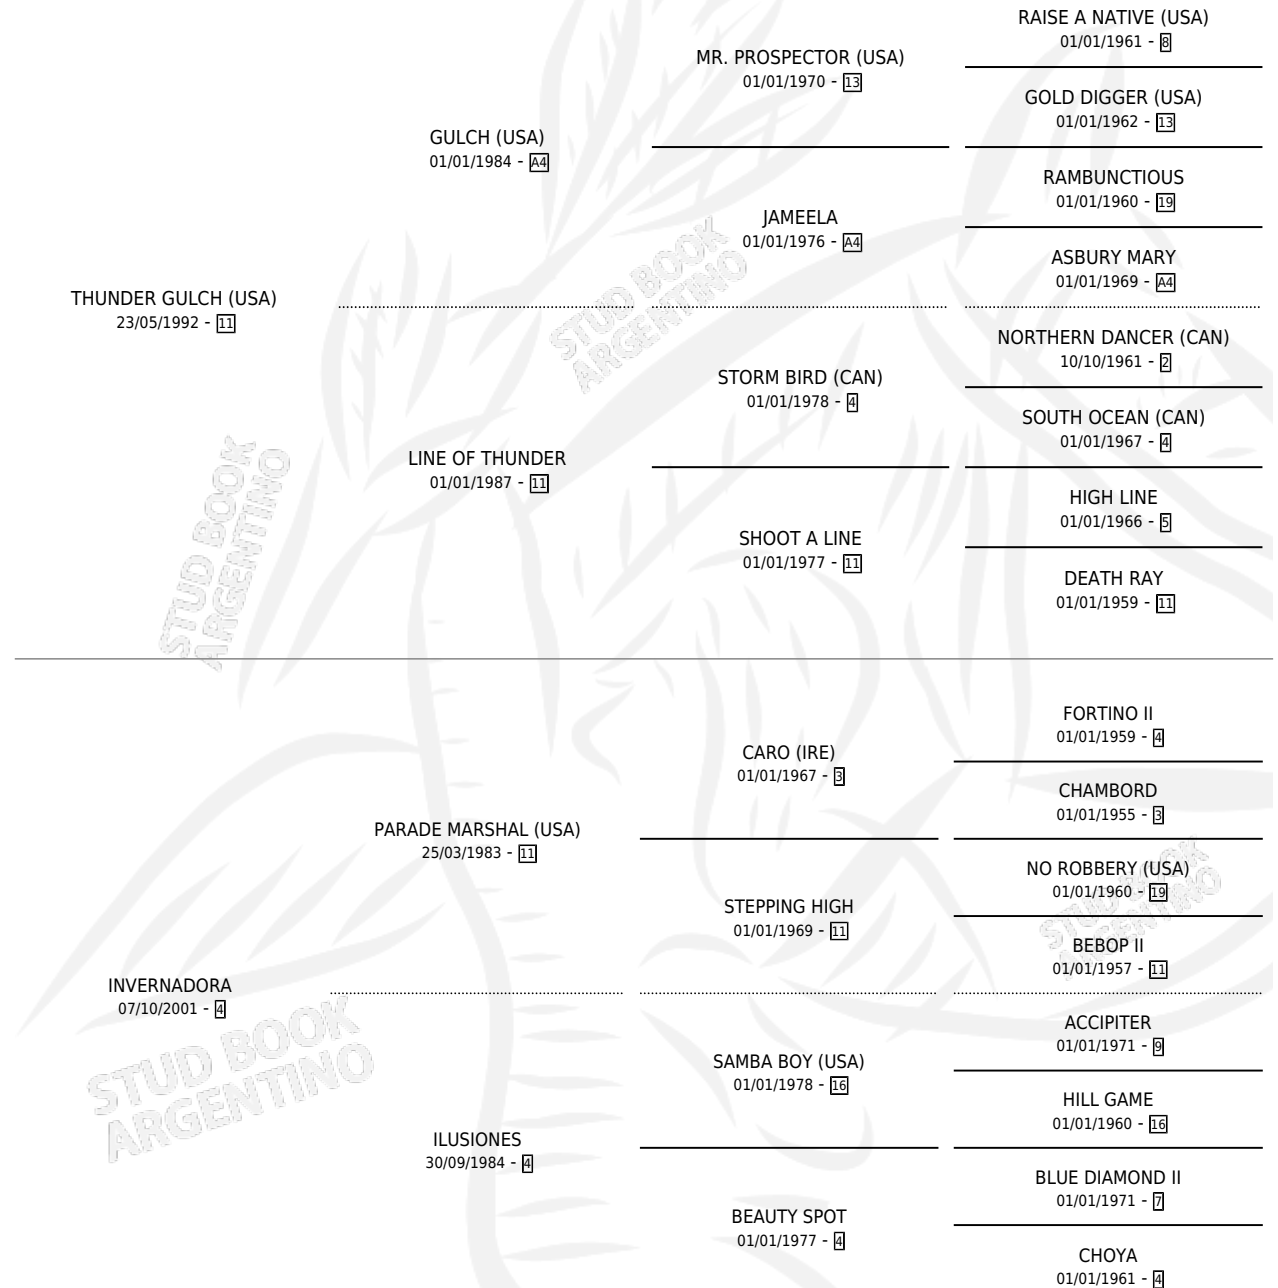 RAISE A NATIVE (USA)
01/01/1961 - 8
MR. PROSPECTOR (USA)
01/01/1970 - 13
GOLD DIGGER (USA)
01/01/1962 - 13
GULCH (USA)
01/01/1984 - A4
RAMBUNCTIOUS
01/01/1960 - 19
JAMEELA
01/01/1976 - A4
ASBURY MARY
01/01/1969 - A4
THUNDER GULCH (USA)
23/05/1992 - 11
NORTHERN DANCER (CAN)
10/10/1961 - 2
STORM BIRD (CAN)
01/01/1978 - 4
SOUTH OCEAN (CAN)
01/01/1967 - 4
LINE OF THUNDER
01/01/1987 - 11
HIGH LINE
01/01/1966 - 5
SHOOT A LINE
01/01/1977 - 11
DEATH RAY
01/01/1959 - 11
FORTINO II
01/01/1959 - 4
CARO (IRE)
01/01/1967 - 3
CHAMBORD
01/01/1955 - 3
PARADE MARSHAL (USA)
25/03/1983 - 11
NO ROBBERY (USA)
01/01/1960 - 19
STEPPING HIGH
01/01/1969 - 11
BEBOP II
01/01/1957 - 11
INVERNADORA
07/10/2001 - 4
ACCIPITER
01/01/1971 - 9
SAMBA BOY (USA)
01/01/1978 - 16
HILL GAME
01/01/1960 - 16
ILUSIONES
30/09/1984 - 4
BLUE DIAMOND II
01/01/1971 - 7
BEAUTY SPOT
01/01/1977 - 4
CHOYA
01/01/1961 - 4
STUD BOOK
ARGENTINO
STUD BOOK
ARGENTINO
STUD BOOK
ARGENTINO
STUD BOOK
ARGENTINO